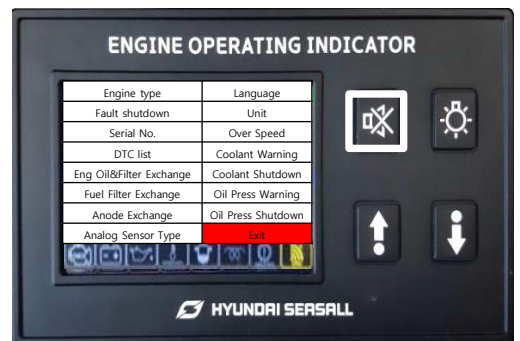 ENGINE OPERATING INDICATOR
Engine type Language
Fault shutdown Unit
Serial No. Over Speed
DTC list Coolant Warning
Eng Oil&Filter Exchange Coolant Shutdown
Fuel Filter Exchange Oil Press Warning
Anode Exchange Oil Press Shutdown
Analog Sensor Type Exit
HYUNDAI SEASALL